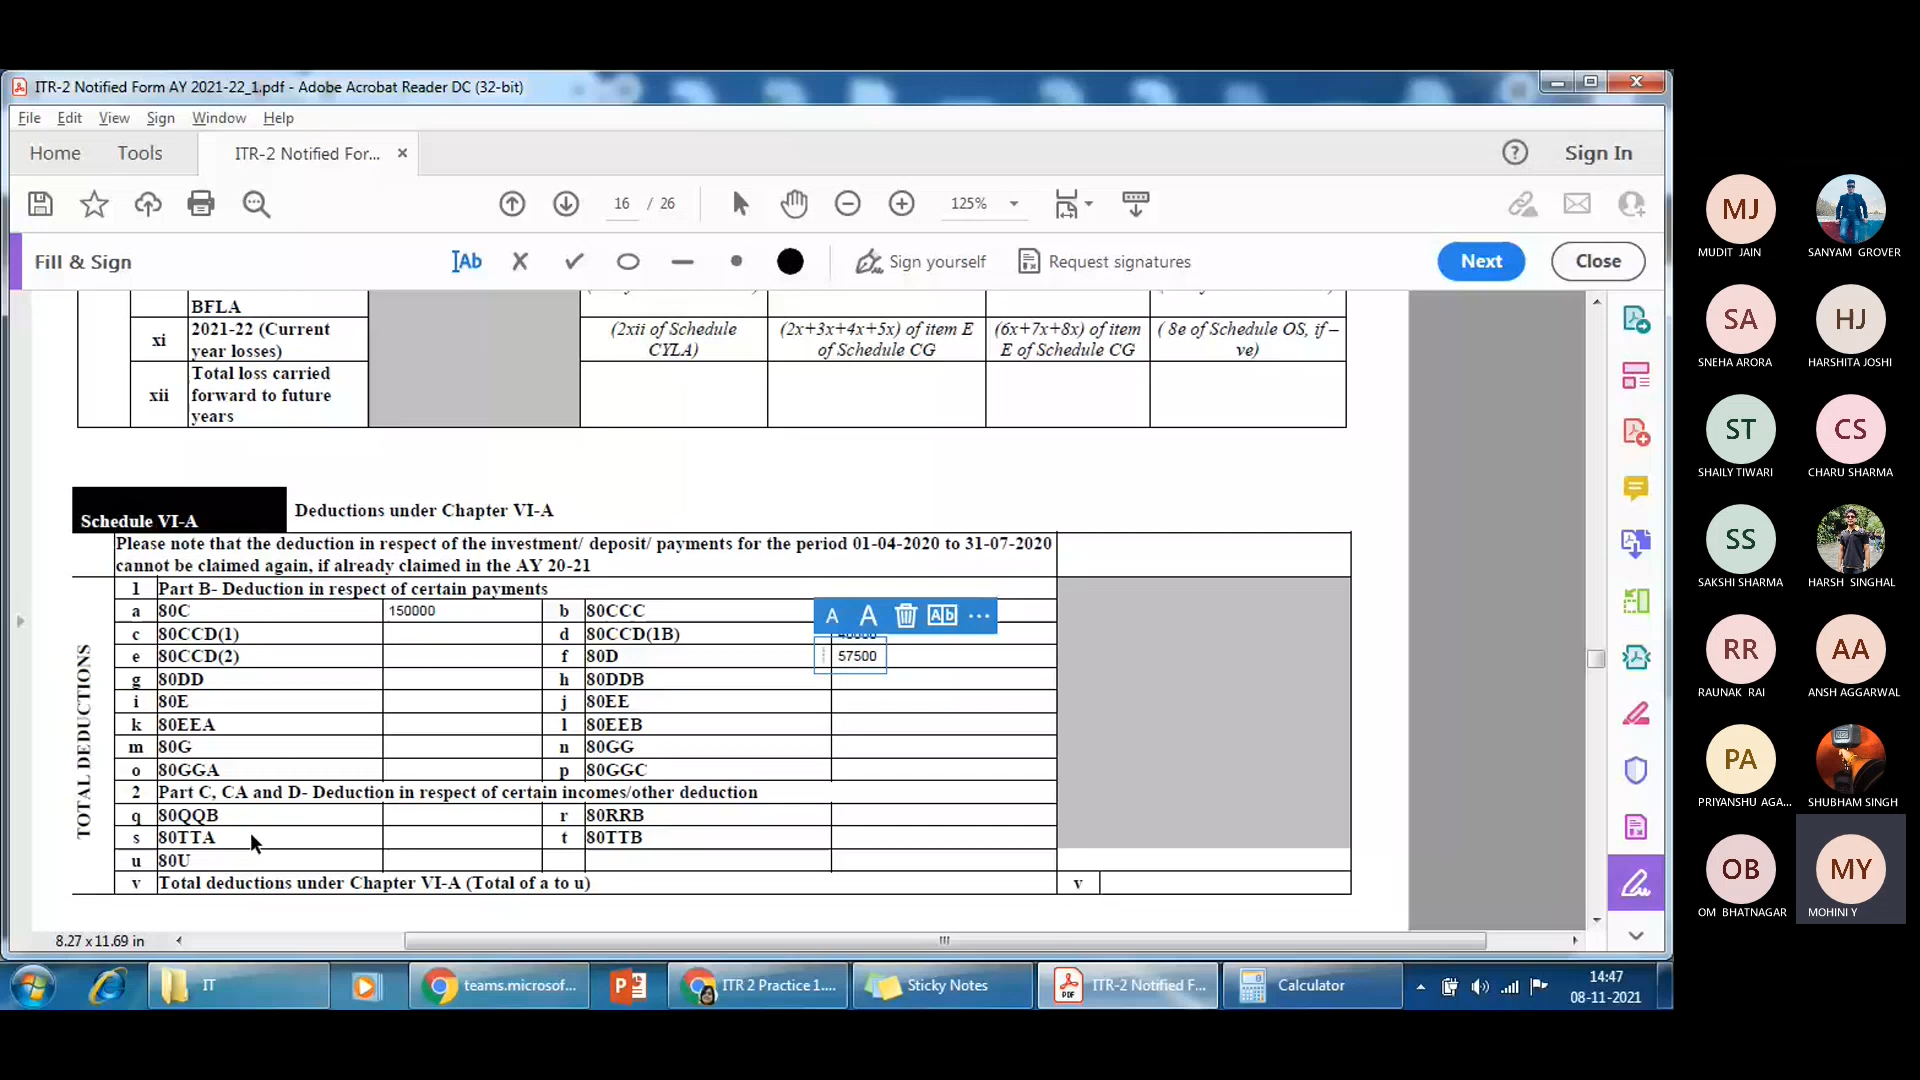 ITR-2 Notified Form AY 2021-22_1.pdf - Adobe Acrobat Reader DC (32-bit)
File Edit View Sign Window Help
Home Tools ITR-2 Notified For... ×
Sign In
16 / 26 125%
Fill & Sign
Ab
Sign yourself
Request signatures
Next
Close
BFLA
xi 2021-22 (Current year losses) (2xii of Schedule CYLA) (2x+3x+4x+5x) of item E of Schedule CG (6x+7x+8x) of item E of Schedule CG ( 8e of Schedule OS, if –ve)
xii Total loss carried forward to future years
Schedule VI-A Deductions under Chapter VI-A
Please note that the deduction in respect of the investment/ deposit/ payments for the period 01-04-2020 to 31-07-2020
cannot be claimed again, if already claimed in the AY 20-21
TOTAL DEDUCTIONS
1 Part B- Deduction in respect of certain payments
a 80C 150000 b 80CCC
A A Ab ...
c 80CCD(1) d 80CCD(1B)
e 80CCD(2) f 80D 57500
g 80DD h 80DDB
i 80E j 80EE
k 80EEA l 80EEB
m 80G n 80GG
o 80GGA p 80GGC
2 Part C, CA and D- Deduction in respect of certain incomes/other deduction
q 80QQB r 80RRB
s 80TTA t 80TTB
u 80U
v Total deductions under Chapter VI-A (Total of a to u) v
8.27 x 11.69 in
IT
teams.microsof...
ITR 2 Practice 1....
Sticky Notes
ITR-2 Notified F...
Calculator
14:47
08-11-2021
MJ
MUDIT JAIN
SANYAM GROVER
SA
SNEHA ARORA
HJ
HARSHITA JOSHI
ST
SHAILY TIWARI
CS
CHARU SHARMA
SS
SAKSHI SHARMA
HARSH SINGHAL
RR
RAUNAK RAI
AA
ANSH AGGARWAL
PA
PRIYANSHU AGA...
SHUBHAM SINGH
OB
OM BHATNAGAR
MY
MOHINI Y